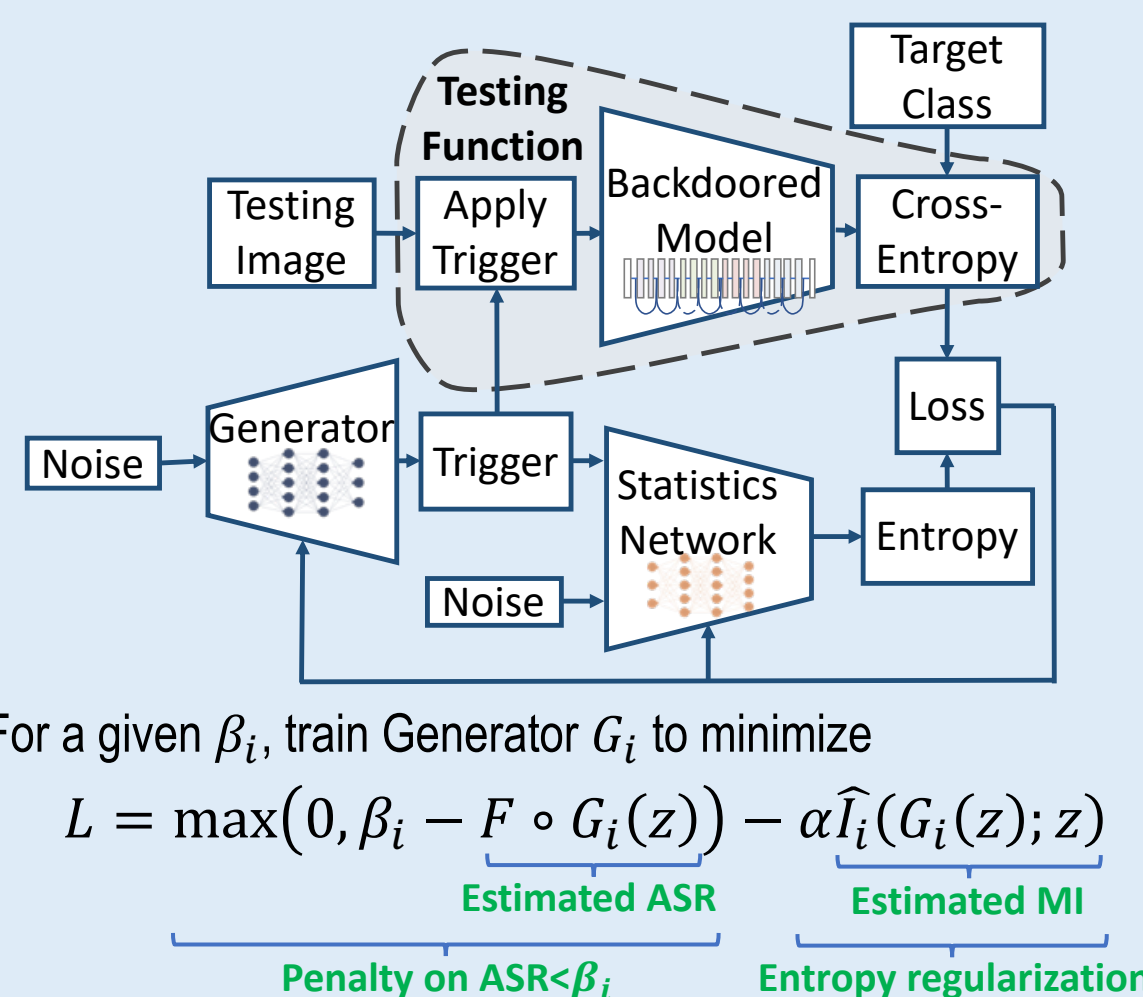 Target
Class
Testing
Function
Testing
Image
Apply
Trigger
Backdoored
Model
Cross-
Entropy
Loss
Noise
Generator
Trigger
Statistics
Network
Entropy
Noise
For a given βᵢ, train Generator Gᵢ to minimize
L = max(0, βᵢ − F ∘ Gᵢ(z)) − αÎᵢ(Gᵢ(z); z)
Estimated ASR
Estimated MI
Penalty on ASR<βᵢ
Entropy regularization